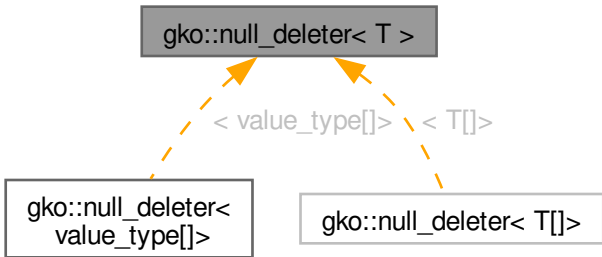 gko::null_deleter< T >
< value_type[]>
< T[]>
gko::null_deleter<
value_type[]>
gko::null_deleter< T[]>